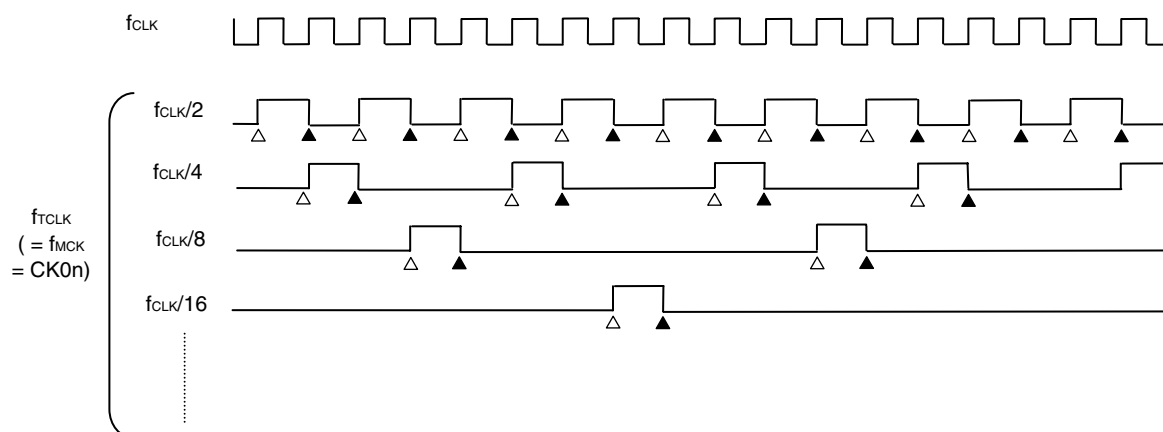 fCLK
fCLK/2
fCLK/4
fCLK/8
fCLK/16
fTCLK
( = fMCK
= CK0n)